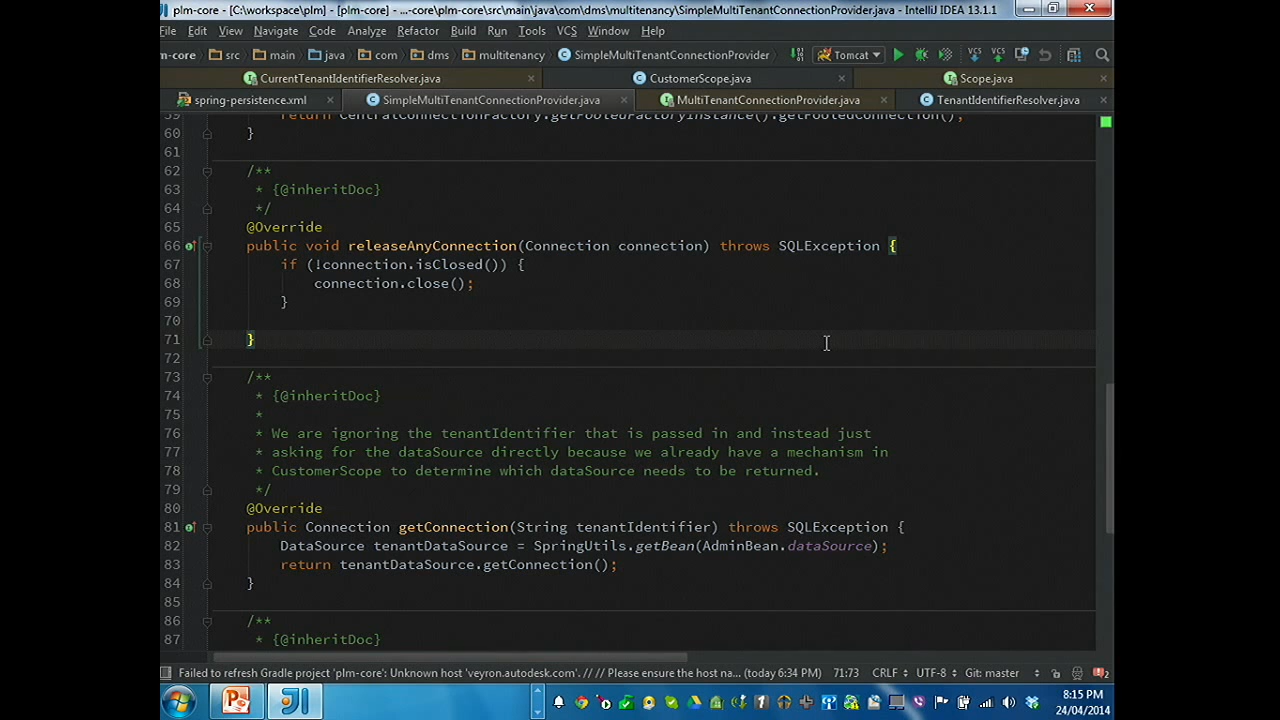 plm-core - [C:\workspace\plm] - [plm-core] - ...-core\plm-core\src\main\java\com\dms\multitenancy\SimpleMultiTenantConnectionProvider.java - IntelliJ IDEA 13.1.1
File Edit View Navigate Code Analyze Refactor Build Run Tools VCS Window Help
m-core src main java com dms multitenancy SimpleMultiTenantConnectionProvider Tomcat
CurrentTenantIdentifierResolver.java CustomerScope.java Scope.java
spring-persistence.xml SimpleMultiTenantConnectionProvider.java MultiTenantConnectionProvider.java TenantIdentifierResolver.java
59 return CentralConnectionFactory.getPooledFactoryInstance().getPooledConnection();
60 }
61
62 /**
63 * {@inheritDoc}
64 */
65 @Override
66 public void releaseAnyConnection(Connection connection) throws SQLException {
67 if (!connection.isClosed()) {
68 connection.close();
69 }
70
71 }
72
73 /**
74 * {@inheritDoc}
75 *
76 * We are ignoring the tenantIdentifier that is passed in and instead just
77 * asking for the dataSource directly because we already have a mechanism in
78 * CustomerScope to determine which dataSource needs to be returned.
79 */
80 @Override
81 public Connection getConnection(String tenantIdentifier) throws SQLException {
82 DataSource tenantDataSource = SpringUtils.getBean(AdminBean.dataSource);
83 return tenantDataSource.getConnection();
84 }
85
86 /**
87 * {@inheritDoc}
Failed to refresh Gradle project 'plm-core': Unknown host 'veyron.autodesk.com'. // // Please ensure the host na... (today 6:34 PM) 71:73 CRLF UTF-8 Git: master
8:15 PM
24/04/2014